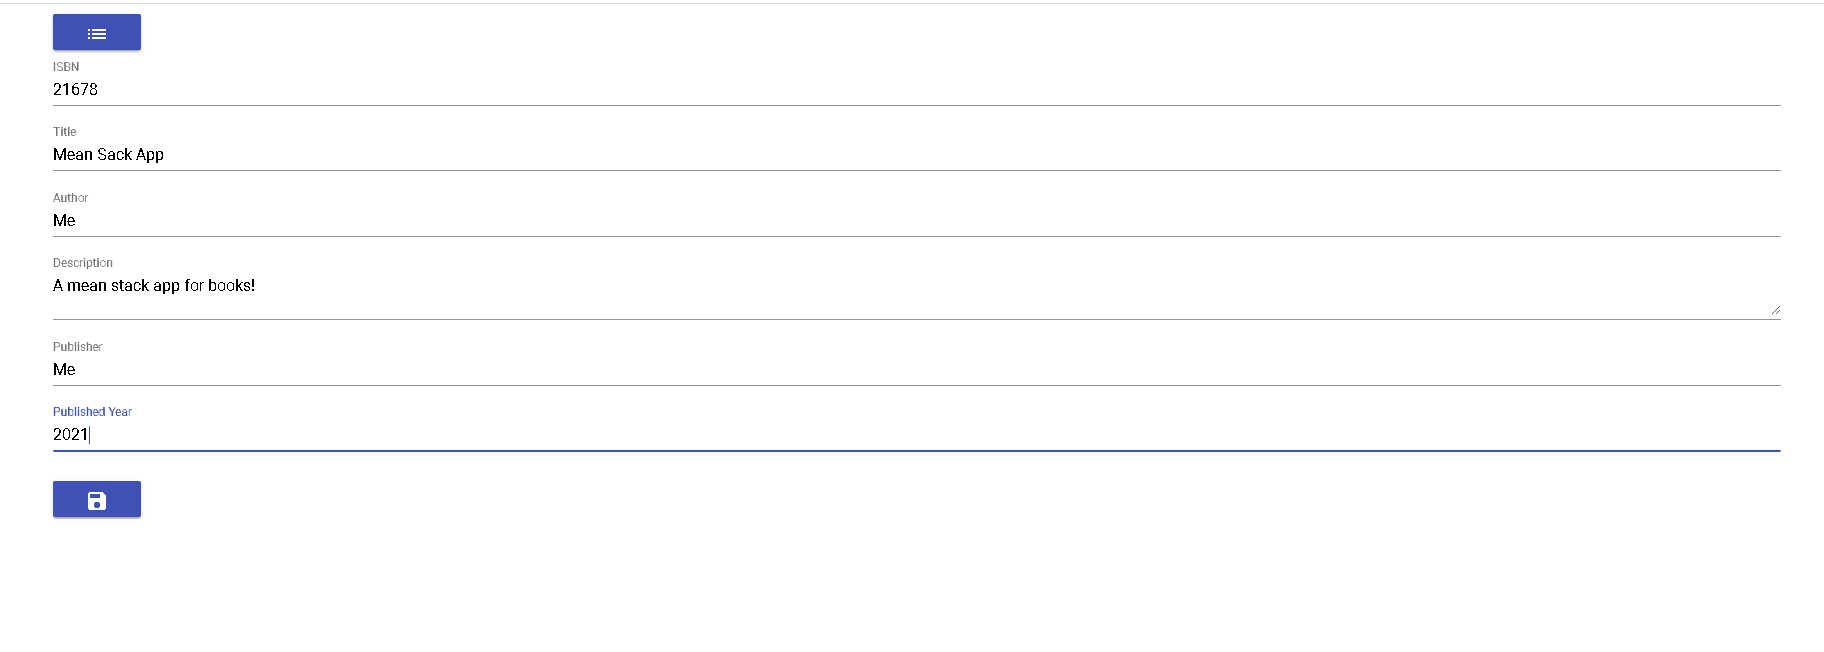 ISBN
21678
Title
Mean Sack App
Author
Me
Description
A mean stack app for books!
Publisher
Me
Published Year
2021